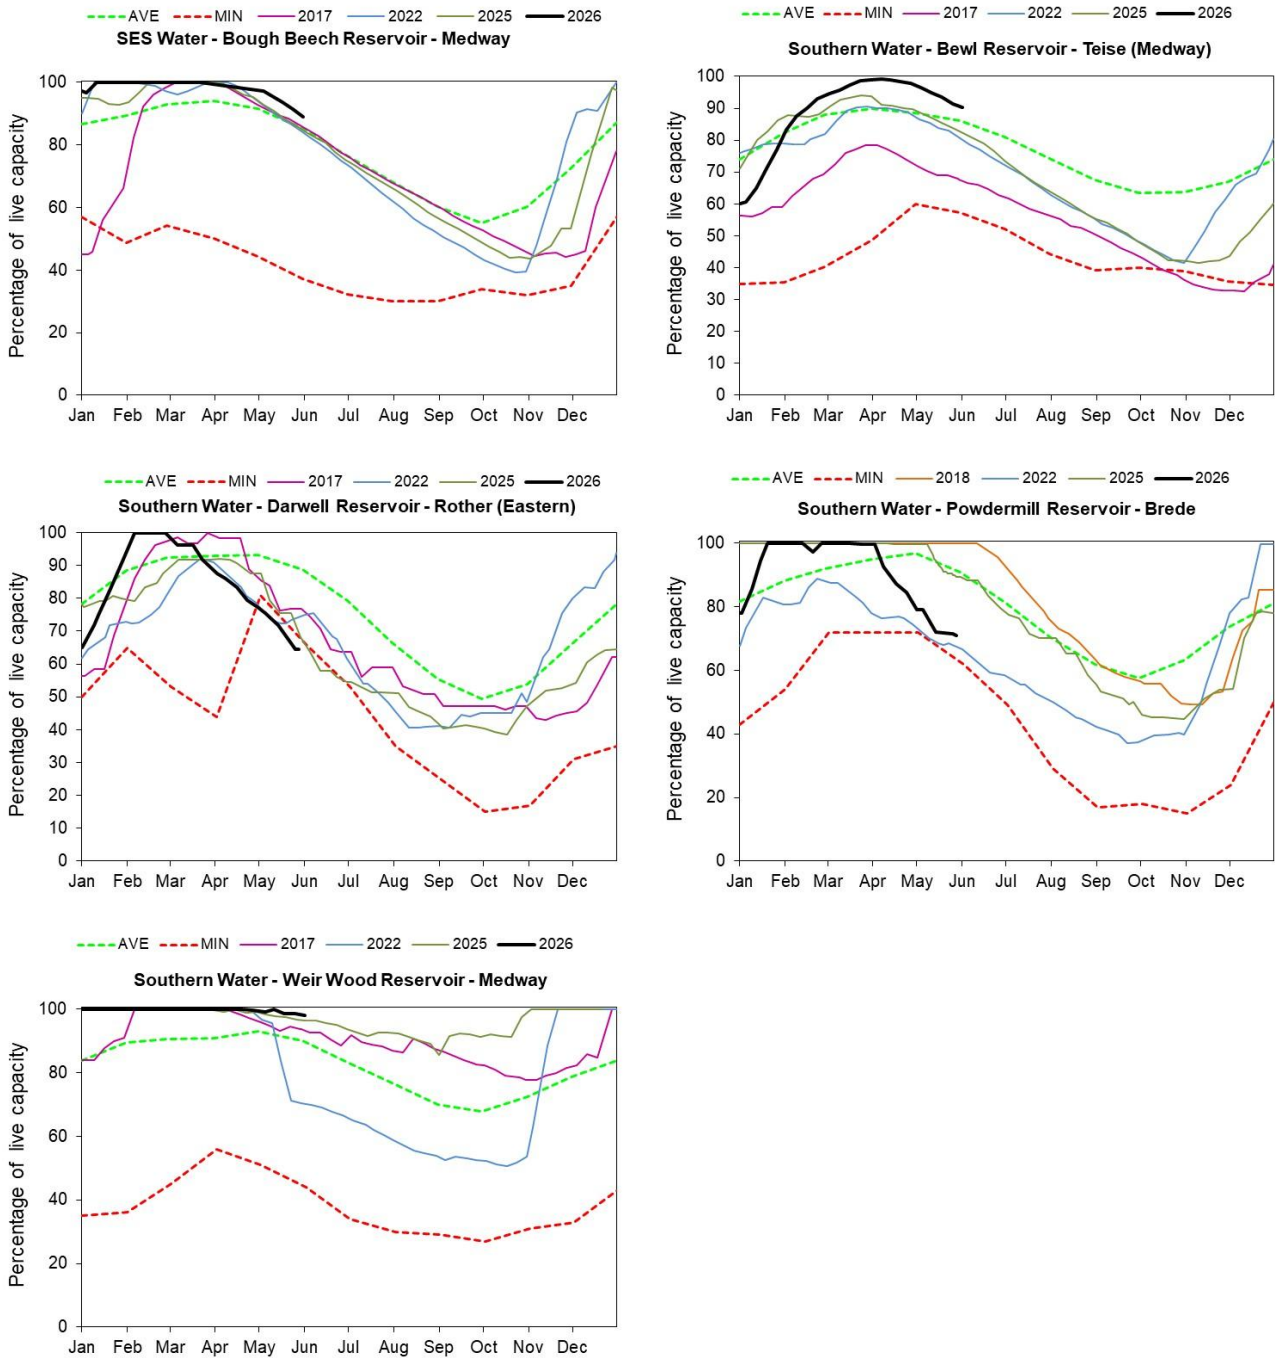 AVE MIN 2017 2022 2025 2026
SES Water - Bough Beech Reservoir - Medway
Percentage of live capacity
100
80
60
40
20
0
Jan Feb Mar Apr May Jun Jul Aug Sep Oct Nov Dec
AVE MIN 2017 2022 2025 2026
Southern Water - Bewl Reservoir - Teise (Medway)
Percentage of live capacity
100
90
80
70
60
50
40
30
20
10
0
Jan Feb Mar Apr May Jun Jul Aug Sep Oct Nov Dec
AVE MIN 2017 2022 2025 2026
Southern Water - Darwell Reservoir - Rother (Eastern)
Percentage of live capacity
100
90
80
70
60
50
40
30
20
10
0
Jan Feb Mar Apr May Jun Jul Aug Sep Oct Nov Dec
AVE MIN 2018 2022 2025 2026
Southern Water - Powdermill Reservoir - Brede
Percentage of live capacity
100
80
60
40
20
0
Jan Feb Mar Apr May Jun Jul Aug Sep Oct Nov Dec
AVE MIN 2017 2022 2025 2026
Southern Water - Weir Wood Reservoir - Medway
Percentage of live capacity
100
80
60
40
20
0
Jan Feb Mar Apr May Jun Jul Aug Sep Oct Nov Dec